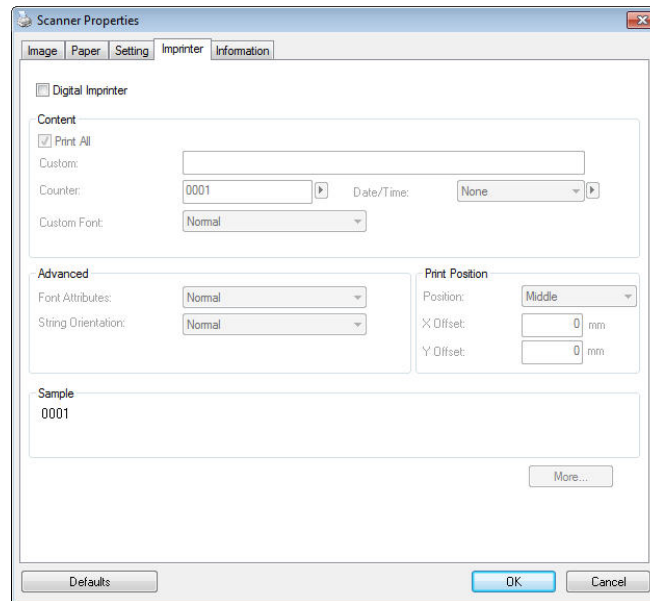 Scanner Properties
Image Paper Setting Imprinter Information
Digital Imprinter
Content
Print All
Custom:
Counter: 0001 Date/Time: None
Custom Font: Normal
Advanced
Font Attributes: Normal
String Orientation: Normal
Print Position
Position: Middle
X Offset: 0 mm
Y Offset: 0 mm
Sample
0001
More...
Defaults OK Cancel